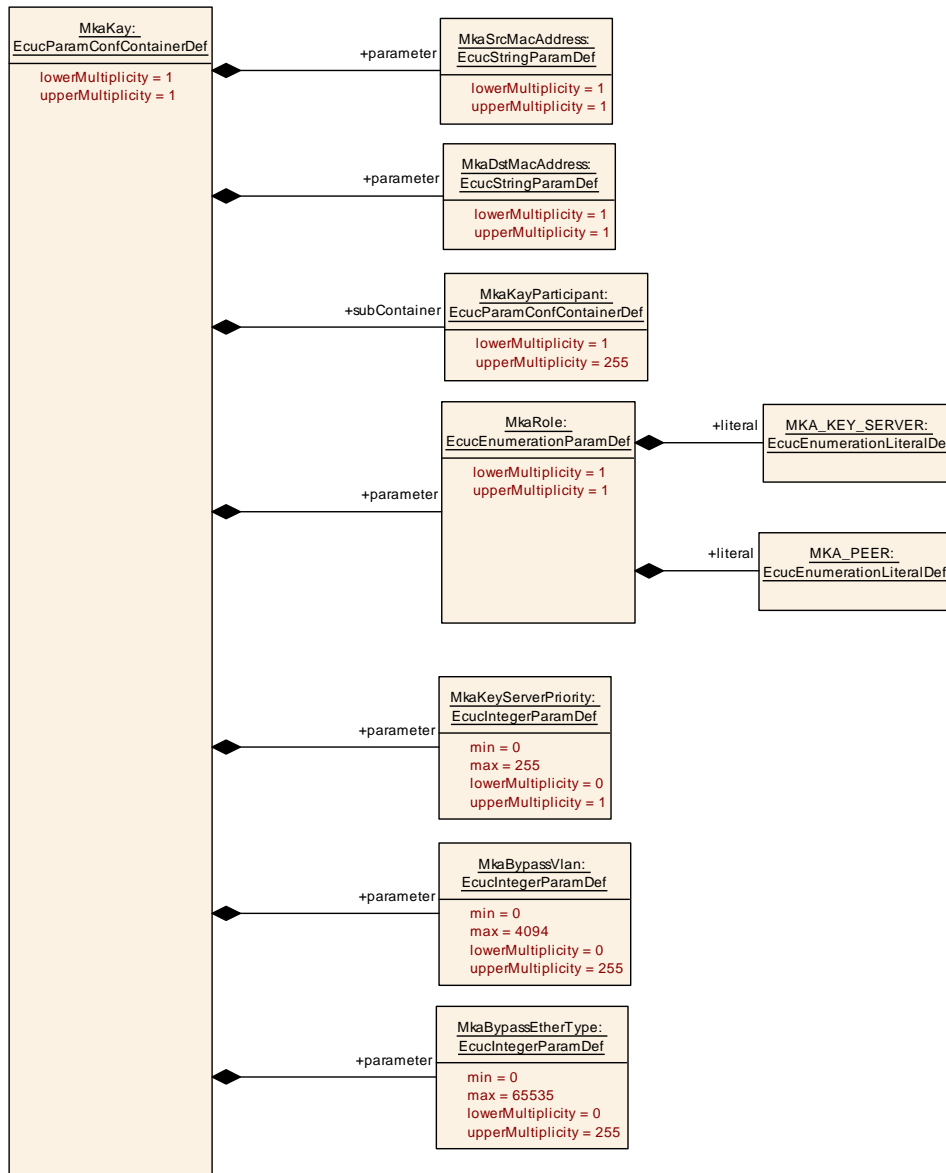 MkaKay:
EcucParamConfContainerDef
lowerMultiplicity = 1
upperMultiplicity = 1
+parameter
MkaSrcMacAddress:
EcucStringParamDef
lowerMultiplicity = 1
upperMultiplicity = 1
+parameter
MkaDstMacAddress:
EcucStringParamDef
lowerMultiplicity = 1
upperMultiplicity = 1
+subContainer
MkaKayParticipant:
EcucParamConfContainerDef
lowerMultiplicity = 1
upperMultiplicity = 255
+parameter
MkaRole:
EcucEnumerationParamDef
lowerMultiplicity = 1
upperMultiplicity = 1
+literal
MKA_KEY_SERVER:
EcucEnumerationLiteralDe
+literal
MKA_PEER:
EcucEnumerationLiteralDef
+parameter
MkaKeyServerPriority:
EcucIntegerParamDef
min = 0
max = 255
lowerMultiplicity = 0
upperMultiplicity = 1
+parameter
MkaBypassVlan:
EcucIntegerParamDef
min = 0
max = 4094
lowerMultiplicity = 0
upperMultiplicity = 255
+parameter
MkaBypassEtherType:
EcucIntegerParamDef
min = 0
max = 65535
lowerMultiplicity = 0
upperMultiplicity = 255